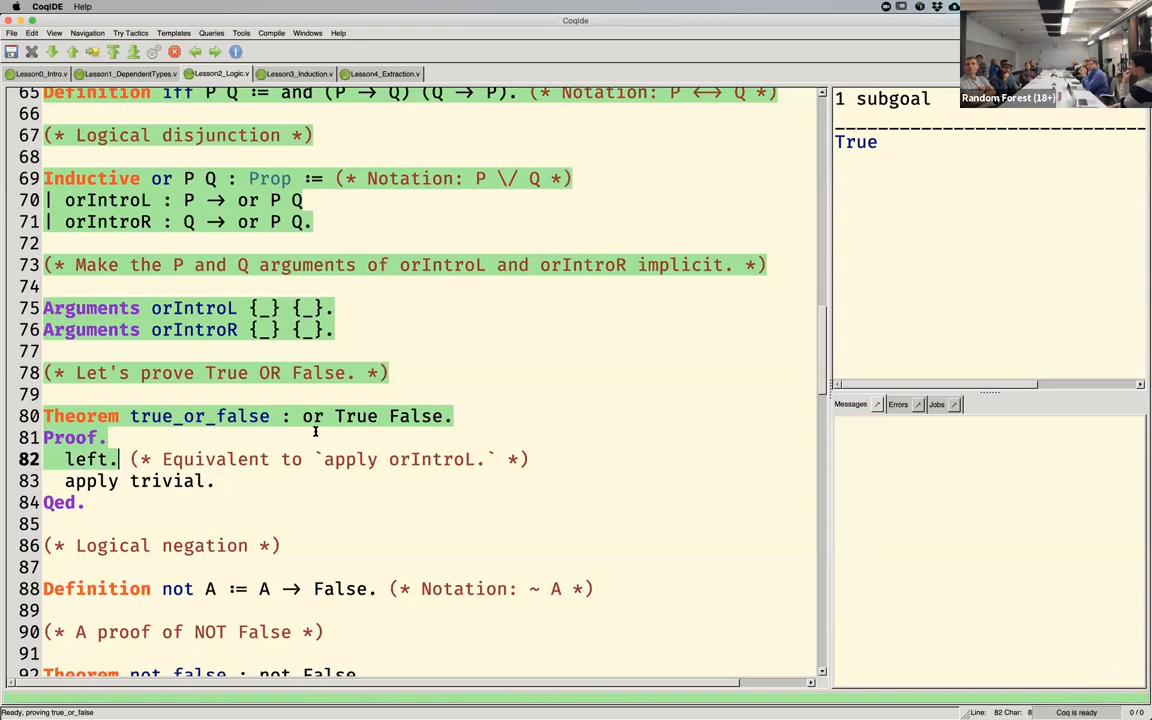 CoqIDE Help
CoqIde
File Edit View Navigation Try Tactics Templates Queries Tools Compile Windows Help
Lesson0_Intro.v Lesson1_DependentTypes.v Lesson2_Logic.v Lesson3_Induction.v Lesson4_Extraction.v
65 Definition iff P Q := and (P → Q) (Q → P). (* Notation: P <-> Q *)
66
67 (* Logical disjunction *)
68
69 Inductive or P Q : Prop := (* Notation: P \/ Q *)
70 | orIntroL : P → or P Q
71 | orIntroR : Q → or P Q.
72
73 (* Make the P and Q arguments of orIntroL and orIntroR implicit. *)
74
75 Arguments orIntroL {_} {_}.
76 Arguments orIntroR {_} {_}.
77
78 (* Let's prove True OR False. *)
79
80 Theorem true_or_false : or True False.
81 Proof.
82 left. (* Equivalent to `apply orIntroL.` *)
83 apply trivial.
84 Qed.
85
86 (* Logical negation *)
87
88 Definition not A := A → False. (* Notation: ~ A *)
89
90 (* A proof of NOT False *)
91
92 Theorem not_false : not False.
1 subgoal
True
Messages Errors Jobs
Random Forest (18+)
Ready, proving true_or_false
Line: 82 Char: 8 Coq is ready 0 / 0